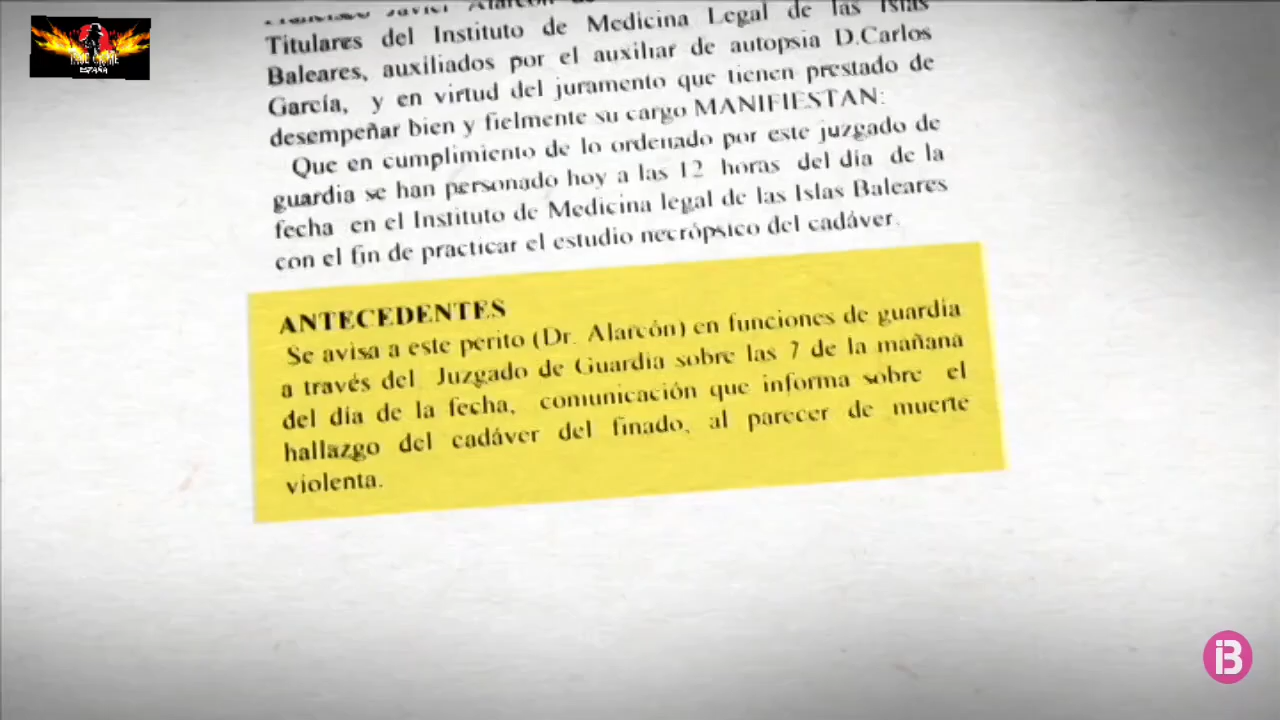 TRUE CRIME
ESPAÑA
Javier Alarcón
Titulares del Instituto de Medicina Legal de las Islas
Baleares, auxiliados por el auxiliar de autopsia D.Carlos
García, y en virtud del juramento que tienen prestado de
desempeñar bien y fielmente su cargo MANIFIESTAN:
Que en cumplimiento de lo ordenado por este juzgado de
guardia se han personado hoy a las 12 horas del día de la
fecha en el Instituto de Medicina legal de las Islas Baleares
con el fin de practicar el estudio necrópsico del cadáver.
ANTECEDENTES
Se avisa a este perito (Dr. Alarcón) en funciones de guardia
a través del Juzgado de Guardia sobre las 7 de la mañana
del día de la fecha, comunicación que informa sobre el
hallazgo del cadáver del finado, al parecer de muerte
violenta.
iB3